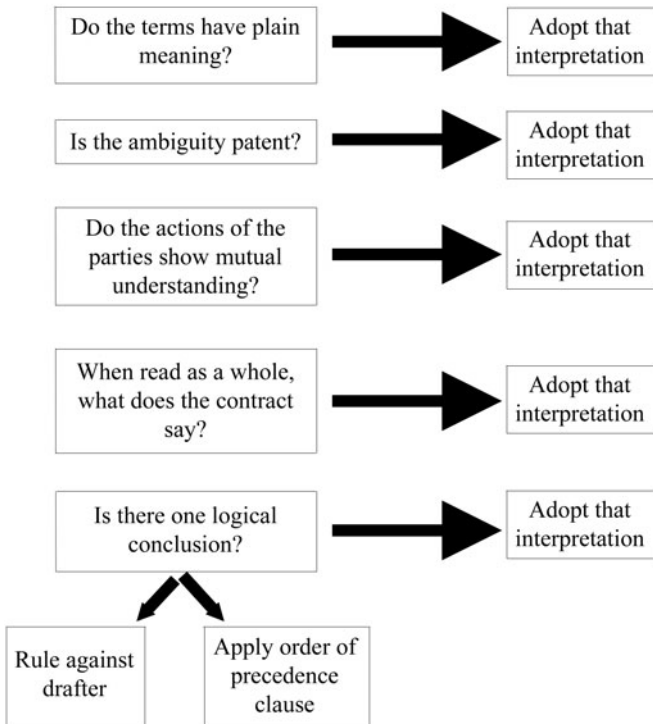 Do the terms have plain
meaning?
Adopt that
interpretation
Is the ambiguity patent?
Adopt that
interpretation
Do the actions of the
parties show mutual
understanding?
Adopt that
interpretation
When read as a whole,
what does the contract
say?
Adopt that
interpretation
Is there one logical
conclusion?
Adopt that
interpretation
Rule against
drafter
Apply order of
precedence
clause